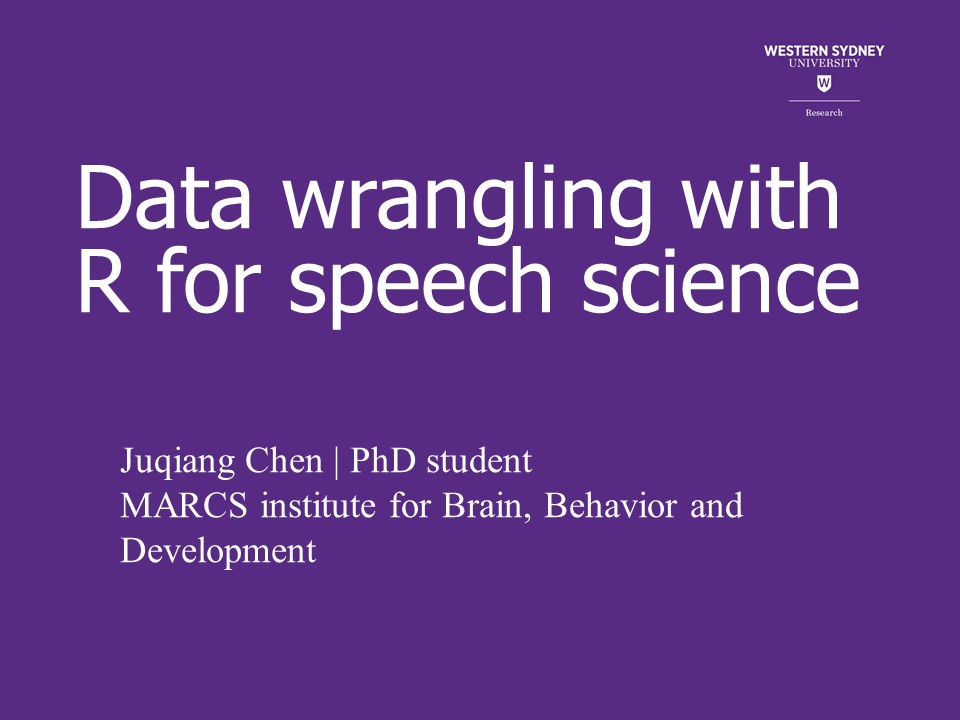 WESTERN SYDNEY
UNIVERSITY
W
Research
Data wrangling with
R for speech science
Juqiang Chen | PhD student
MARCS institute for Brain, Behavior and
Development